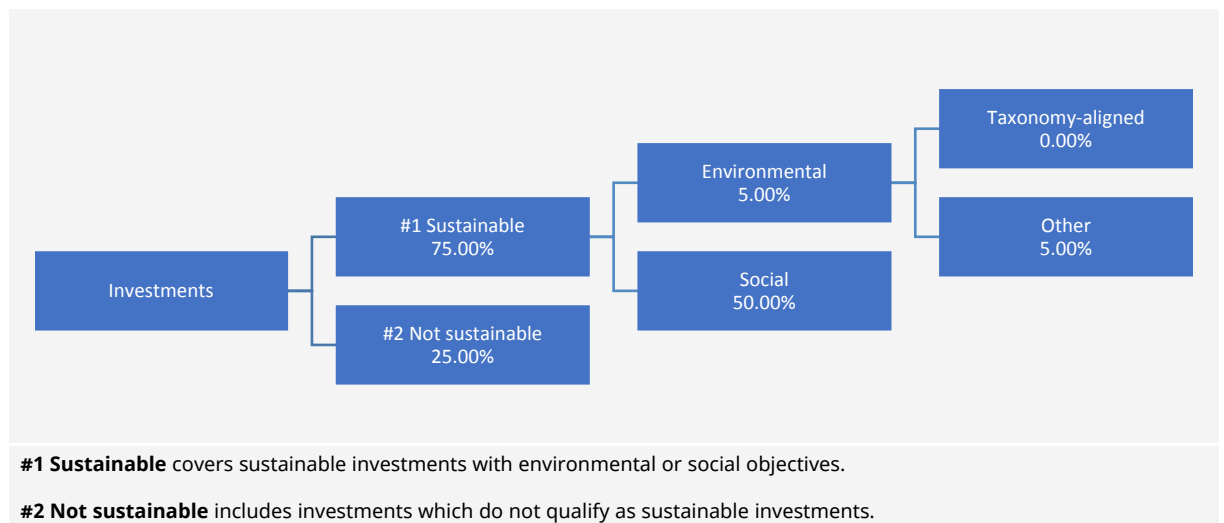 Investments
#1 Sustainable
75.00%
#2 Not sustainable
25.00%
Environmental
5.00%
Social
50.00%
Taxonomy-aligned
0.00%
Other
5.00%
#1 Sustainable covers sustainable investments with environmental or social objectives.
#2 Not sustainable includes investments which do not qualify as sustainable investments.